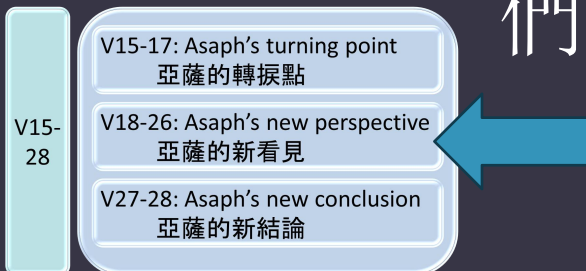 們
V15-
28
V15-17: Asaph's turning point
亞薩的轉捩點
V18-26: Asaph's new perspective
亞薩的新看見
V27-28: Asaph's new conclusion
亞薩的新結論